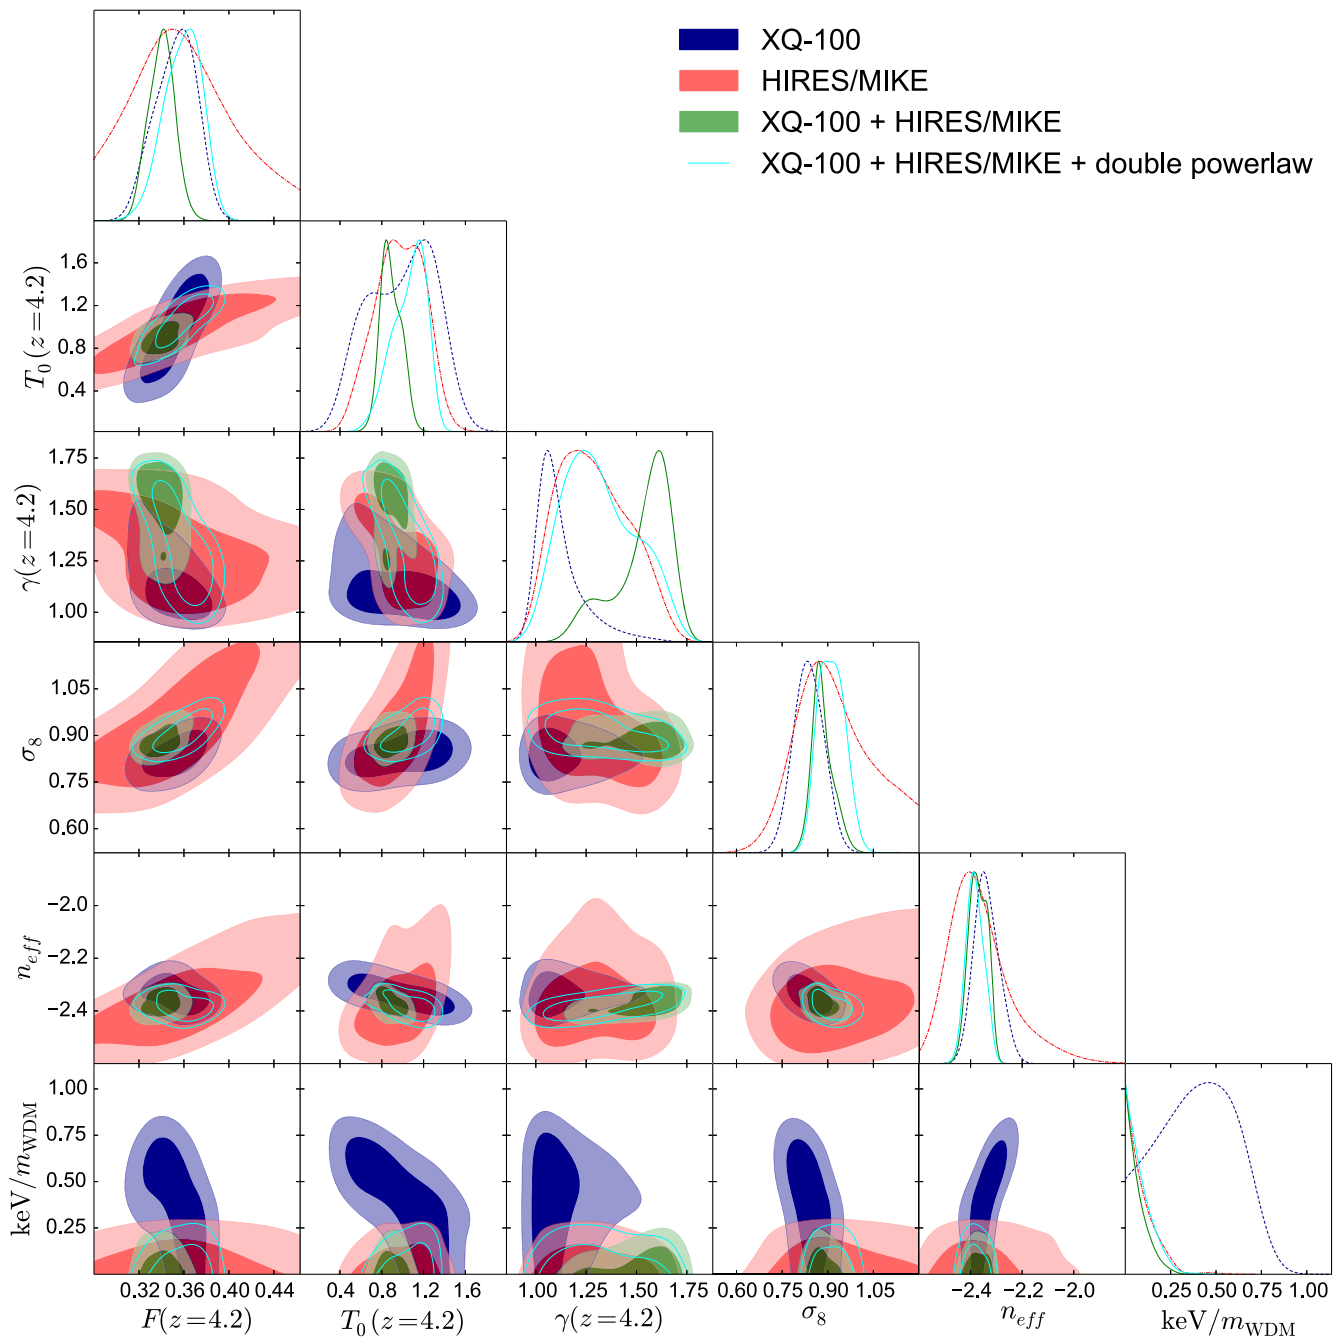 XQ-100
HIRES/MIKE
XQ-100 + HIRES/MIKE
XQ-100 + HIRES/MIKE + double powerlaw
1.6
1.2
0.8
0.4
T₀(z=4.2)
1.75
1.50
1.25
1.00
γ(z=4.2)
1.05
0.90
0.75
0.60
σ₈
−2.0
−2.2
−2.4
n_eff
1.00
0.75
0.50
0.25
keV/m_WDM
0.32 0.36 0.40 0.44
0.4 0.8 1.2 1.6
1.00 1.25 1.50 1.75
0.60 0.75 0.90 1.05
−2.4 −2.2 −2.0
0.25 0.50 0.75 1.00
F(z=4.2)
T₀(z=4.2)
γ(z=4.2)
σ₈
n_eff
keV/m_WDM